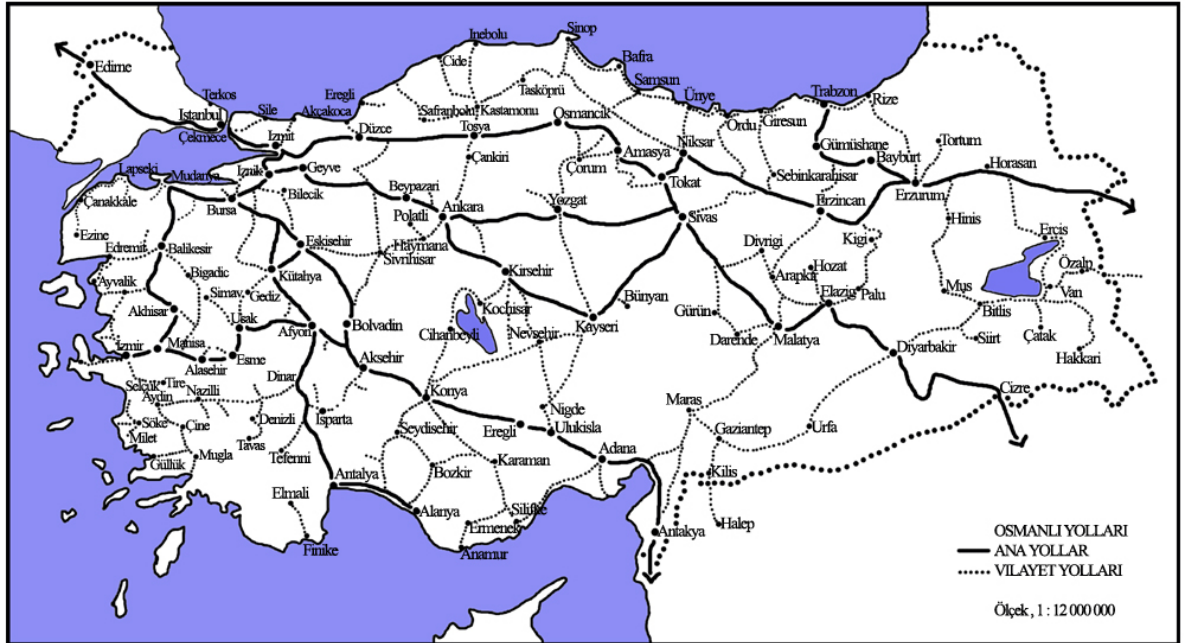 Sinop
Inebolu
Edirne
Cide
Bafra
Samsun
Taşköprü
Terkos
Istanbul
Şile
Akçakoca
Eregli
Safranbolu
Kastamonu
Ünye
Trabzon
Rize
Ordu
Giresun
Çekmece
Izmit
Düzce
Tosya
Osmancik
Niksar
Gümüshane
Tortum
Bayburt
Horasan
Lapseki
Mudanya
Iznik
Geyve
Çankiri
Çorum
Amasya
Tokat
Sebinkarahisar
Erzurum
Çanakkâle
Bursa
Bilecik
Beypazari
Polatli
Ankara
Yozgat
Sivas
Erzincan
Hinis
Ercis
Ezine
Edremit
Balikesir
Eskisehir
Haymana
Sivrihisar
Divrigi
Kigi
Özalp
Ayvalik
Bigadic
Kütahya
Kirsehir
Arapkir
Hozat
Elazig
Palu
Mus
Van
Simav
Gediz
Akhisar
Usak
Afyon
Bolvadin
Kochisar
Cihanbeyli
Nevsehir
Kayseri
Bünyan
Gürün
Darende
Malatya
Bitlis
Siirt
Çatak
Hakkari
Izmir
Manisa
Alasehir
Esme
Aksehir
Diyarbakir
Selçuk
Tire
Aydin
Nazilli
Dinar
Konya
Nigde
Maras
Cizre
Söke
Milet
Çine
Denizli
Isparta
Seydisehir
Eregli
Ulukisla
Gaziantep
Urfa
Güllük
Mugla
Tavas
Tefenni
Antalya
Bozkir
Karaman
Adana
Kilis
Elmali
Alanya
Ermenek
Silifke
Halep
Finike
Anamur
Antakya
OSMANLI YOLLARI
ANA YOLLAR
VILAYET YOLLARI
Ölçek , 1 : 12 000 000